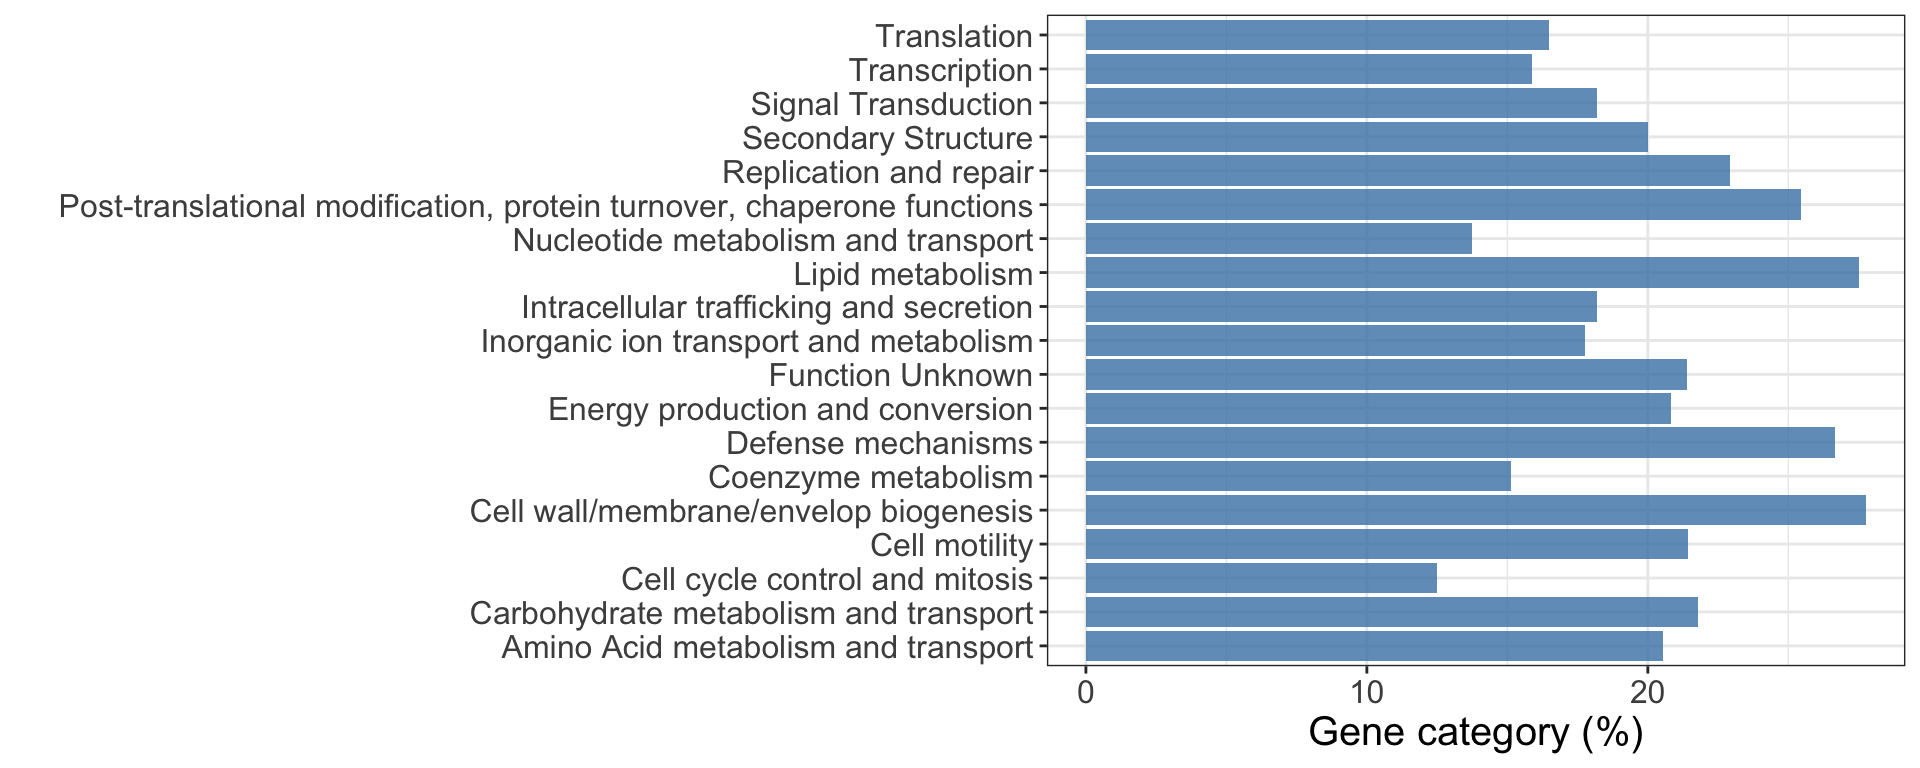 Translation
Transcription
Signal Transduction
Secondary Structure
Replication and repair
Post-translational modification, protein turnover, chaperone functions
Nucleotide metabolism and transport
Lipid metabolism
Intracellular trafficking and secretion
Inorganic ion transport and metabolism
Function Unknown
Energy production and conversion
Defense mechanisms
Coenzyme metabolism
Cell wall/membrane/envelop biogenesis
Cell motility
Cell cycle control and mitosis
Carbohydrate metabolism and transport
Amino Acid metabolism and transport
0 10 20
Gene category (%)